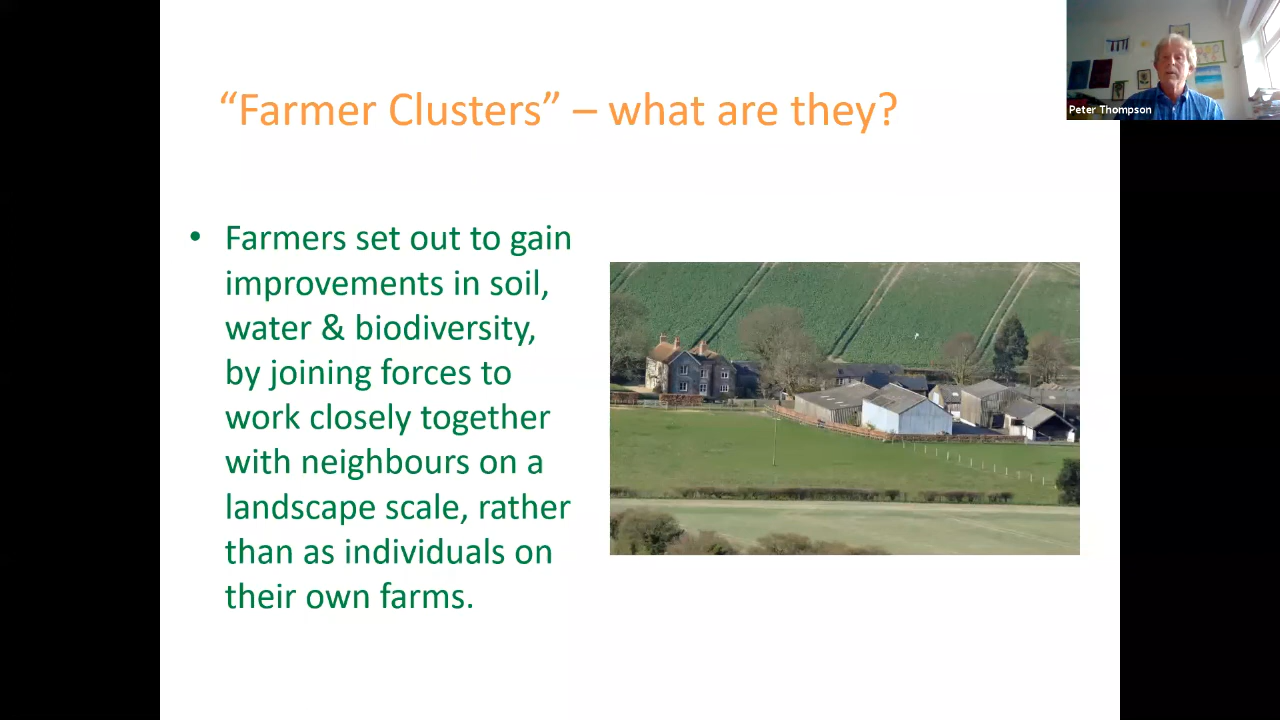 “Farmer Clusters” – what are they?
Peter Thompson
• Farmers set out to gain
improvements in soil,
water & biodiversity,
by joining forces to
work closely together
with neighbours on a
landscape scale, rather
than as individuals on
their own farms.